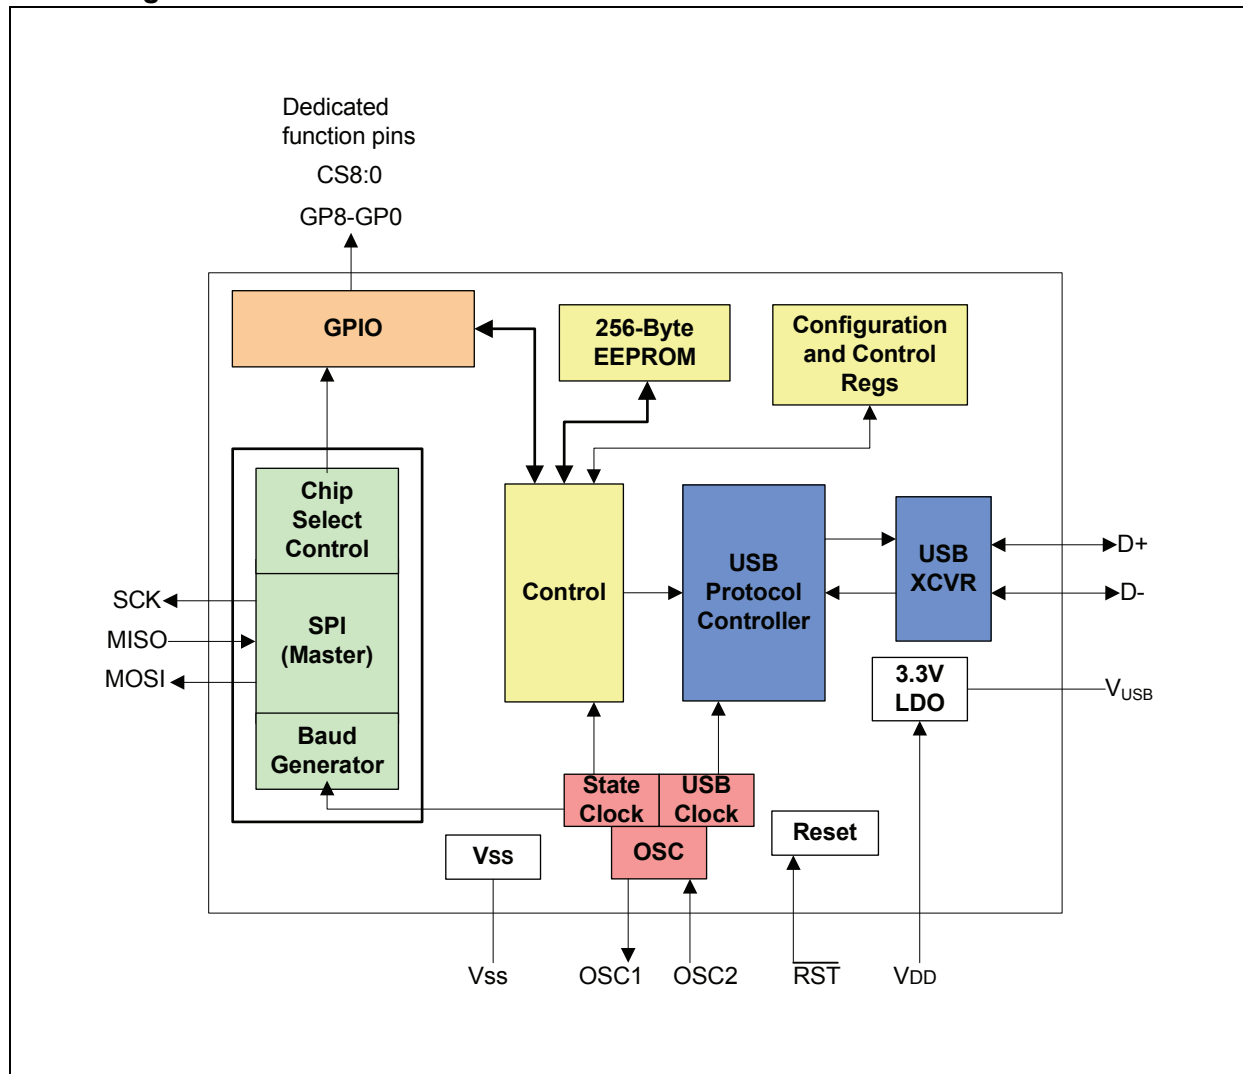 Dedicated
function pins
CS8:0
GP8-GP0
GPIO
256-Byte
EEPROM
Configuration
and Control
Regs
Chip
Select
Control
SPI
(Master)
Baud
Generator
SCK
MISO
MOSI
Control
USB
Protocol
Controller
USB
XCVR
D+
D-
3.3V
LDO
VUSB
State
Clock
USB
Clock
OSC
Reset
Vss
Vss
OSC1
OSC2
RST
VDD